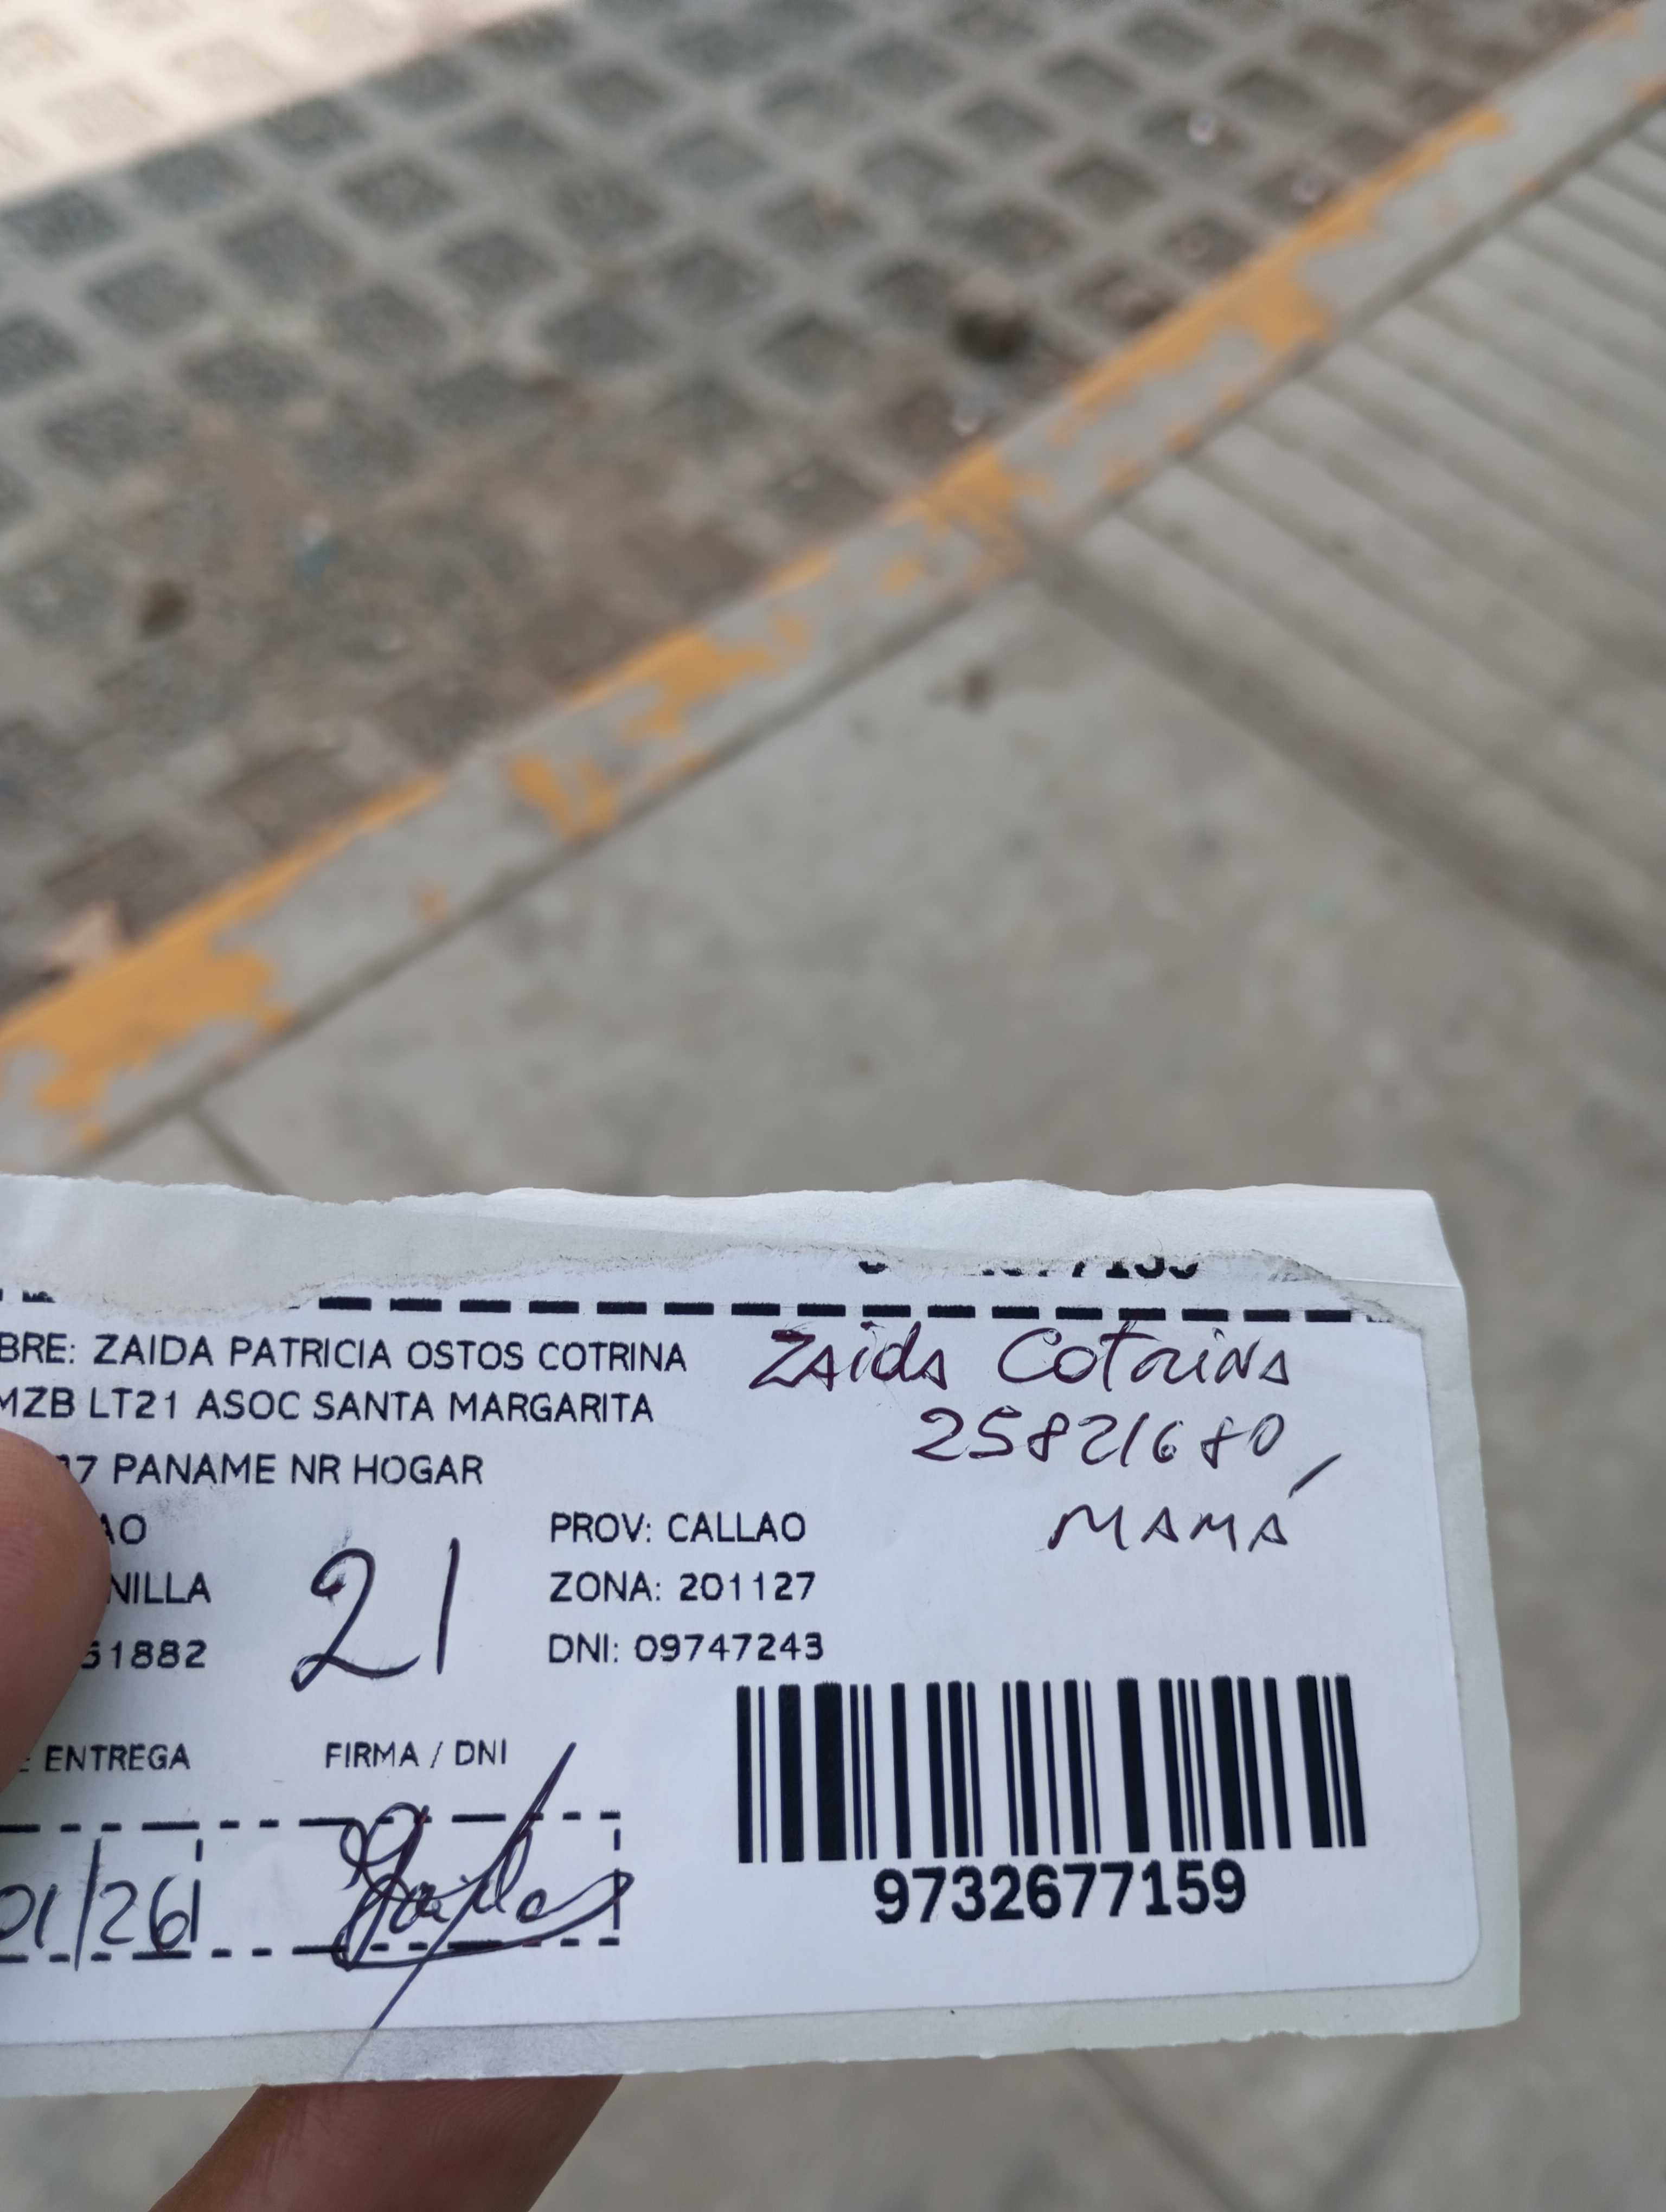 BRE: ZAIDA PATRICIA OSTOS COTRINA
MZB LT21 ASOC SANTA MARGARITA
7 PANAME NR HOGAR
AO
PROV: CALLAO
NILLA
ZONA: 201127
51882
DNI: 09747243
21
Zaida Cotrina
25821680
MAMÁ
ENTREGA
FIRMA / DNI
01/26
9732677159